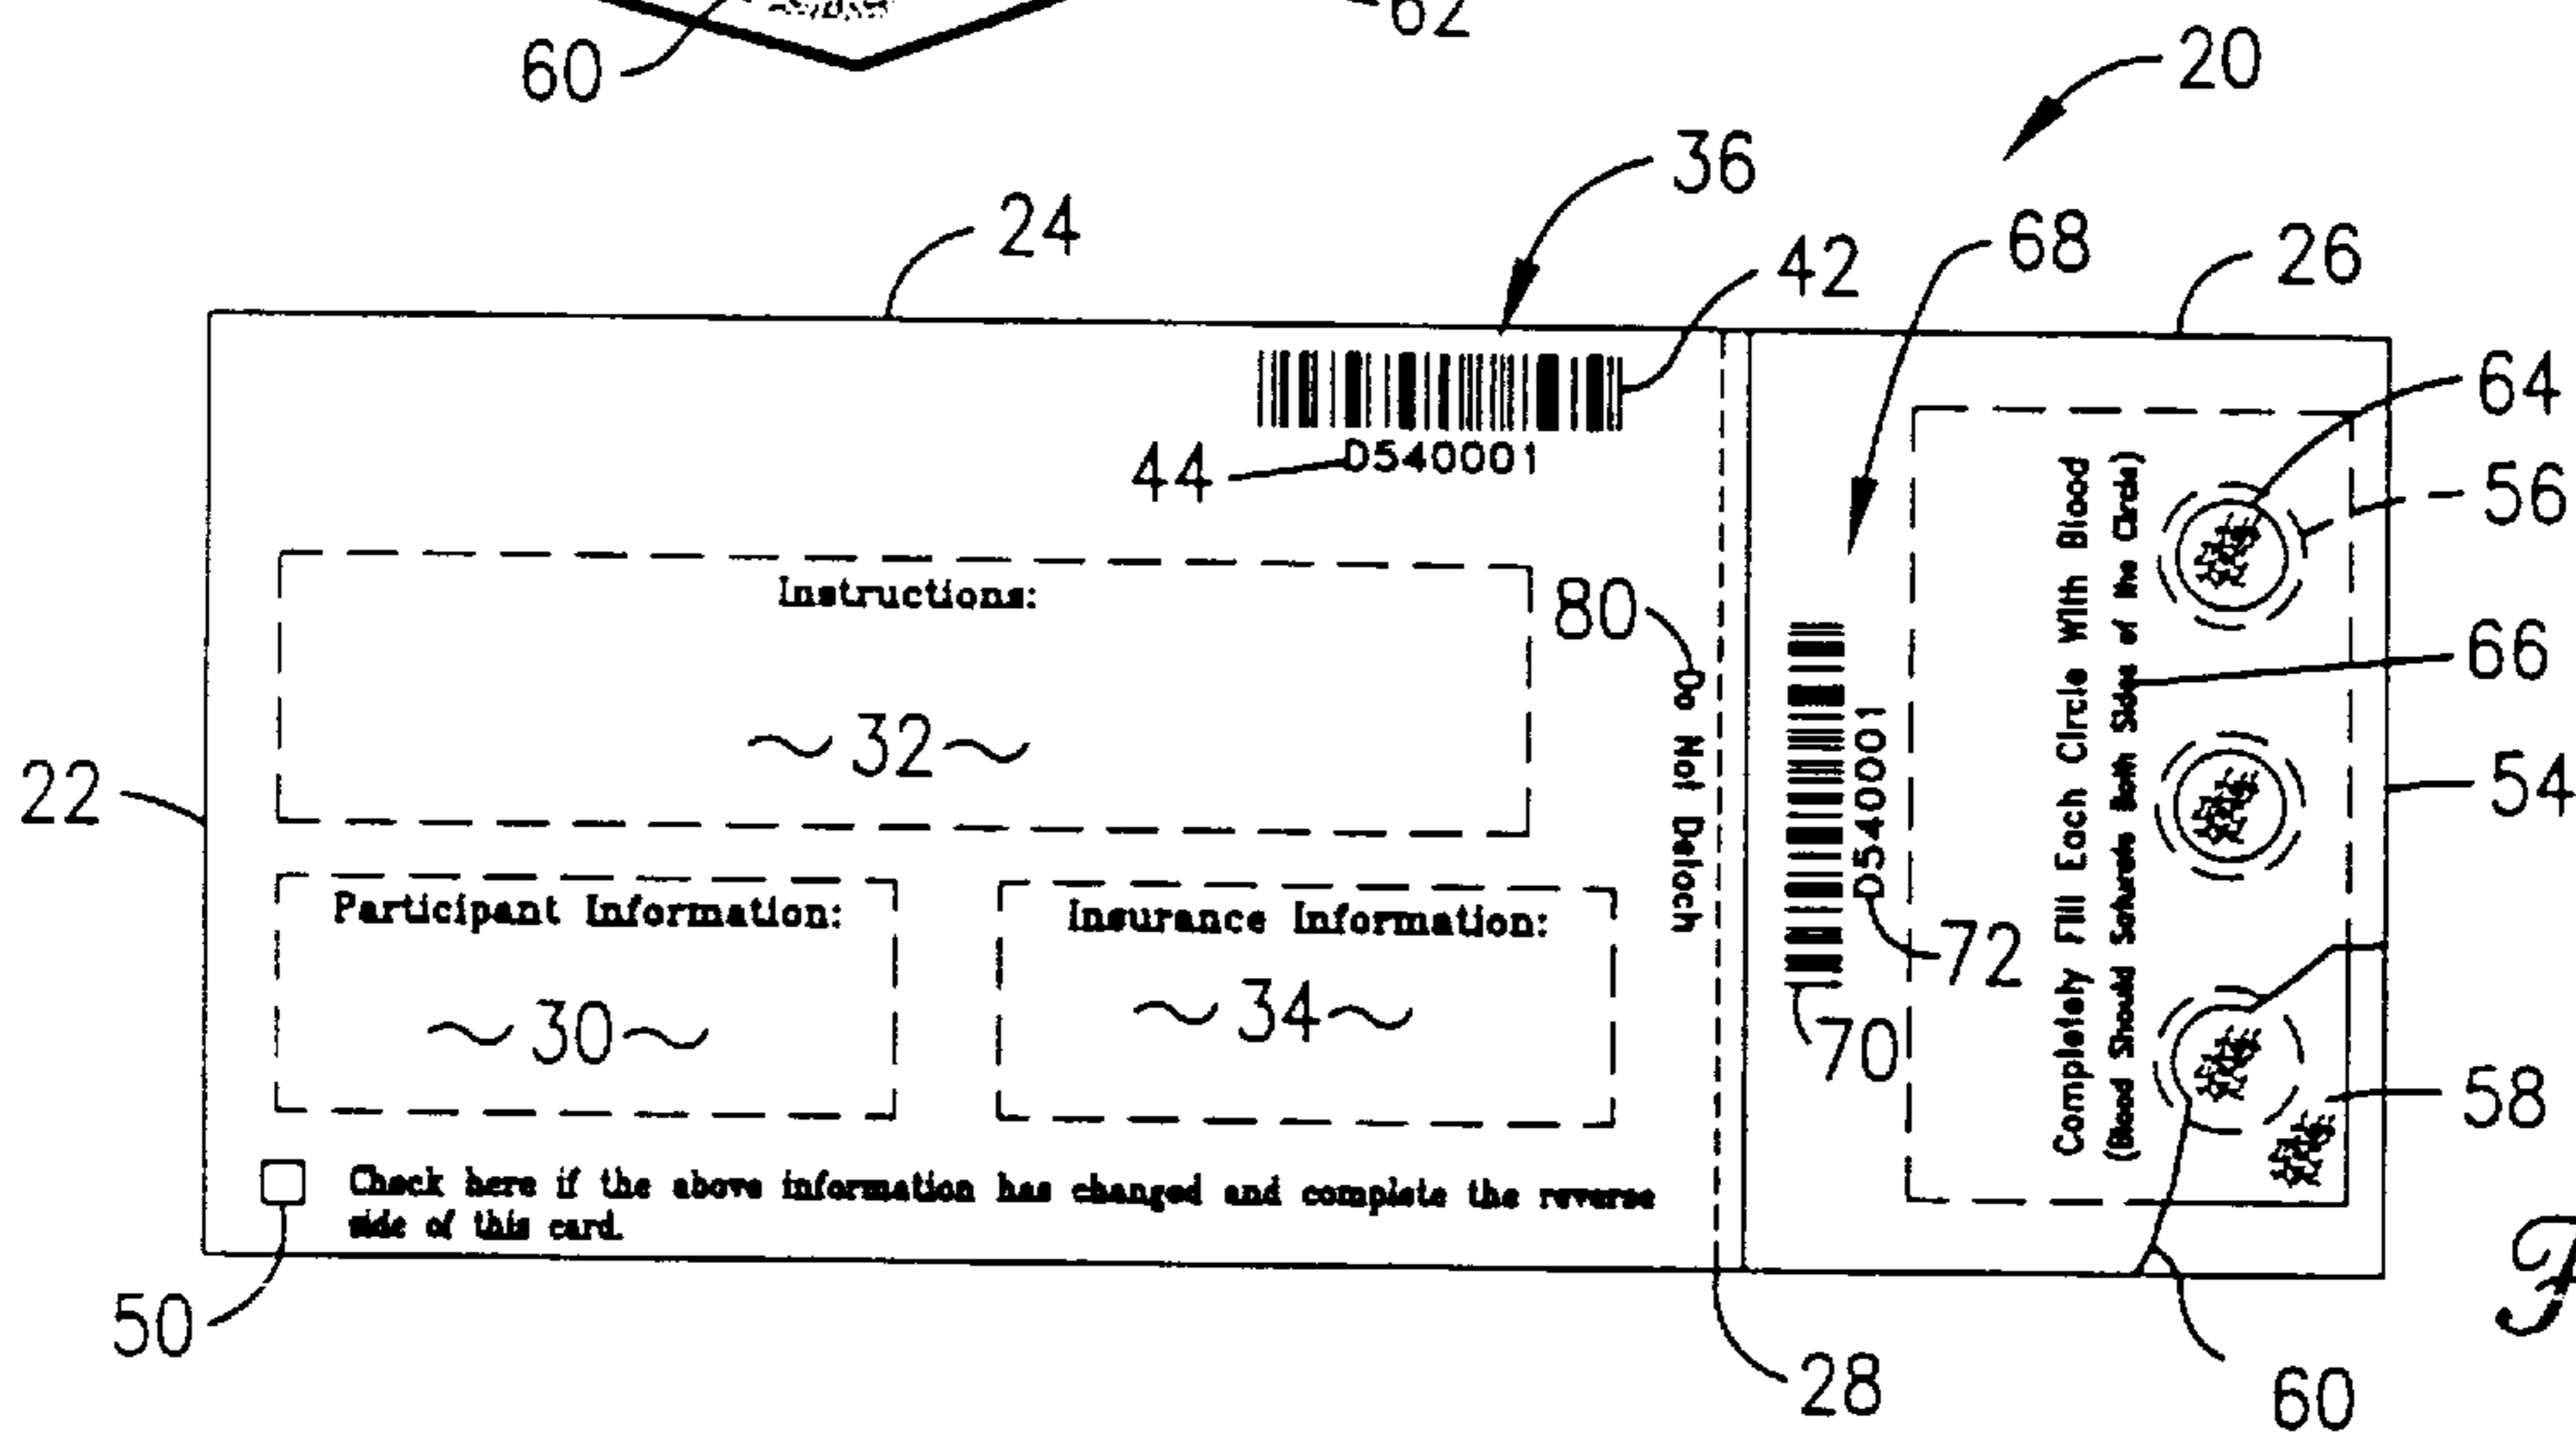 62
60
20
36
24
68
42
26
64
D540001
44
56
Instructions:
80
66
32
Do Not Detach
D540001
Completely Fill Each Circle With Blood
(Blood Should Saturate Both Sides of the Circle)
22
54
Participant Information:
Insurance Information:
72
30
34
70
58
Check here if the above information has changed and complete the reverse
side of this card.
50
28
60
F